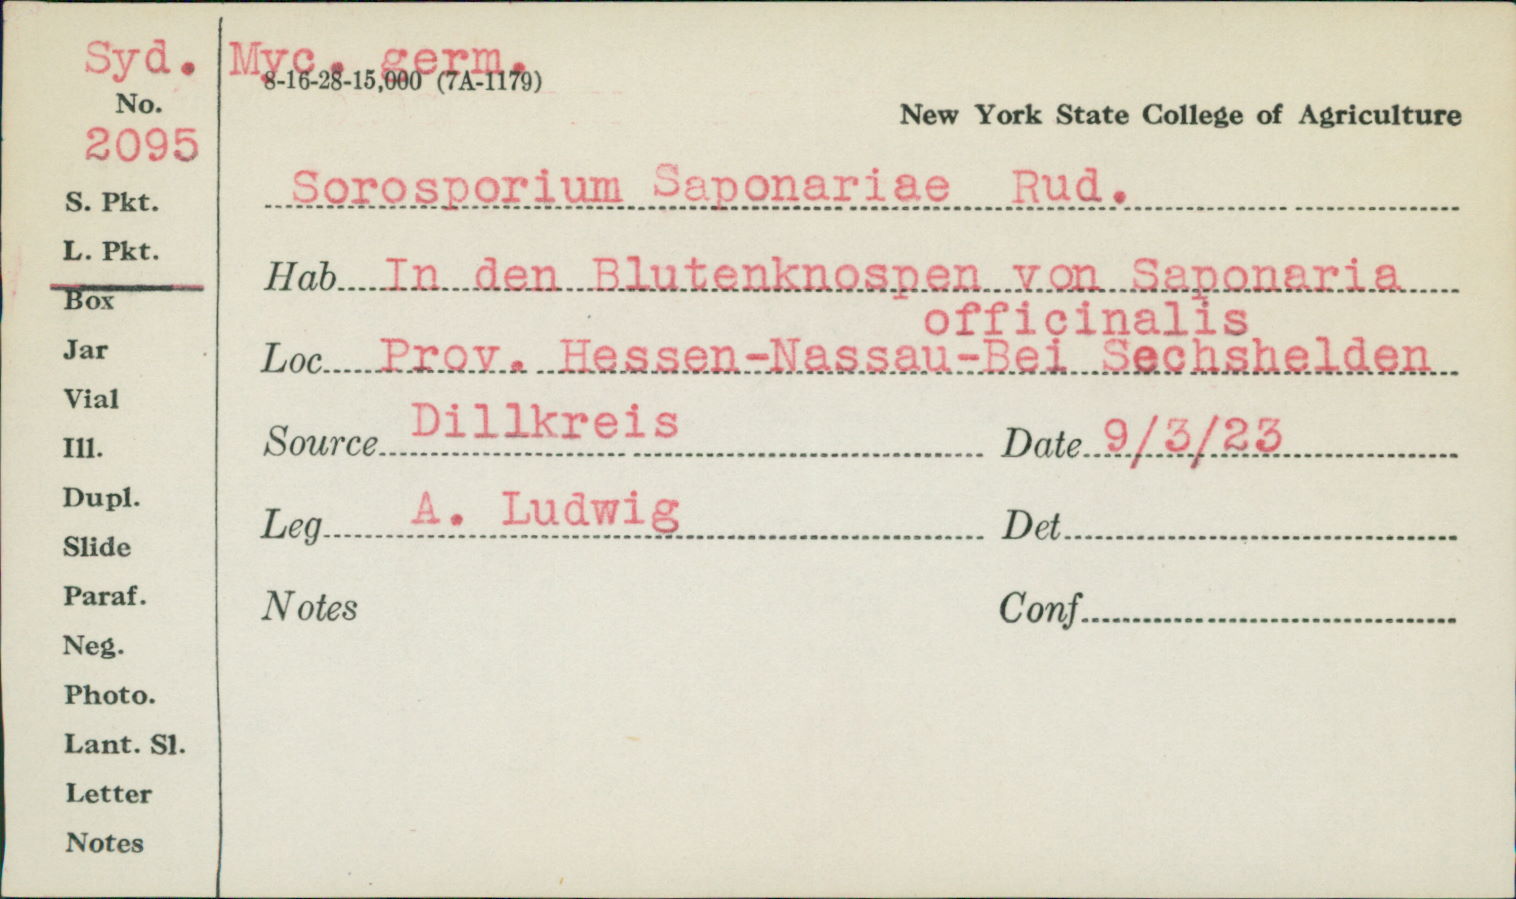 Syd. Myc. germ.
8-16-28-15,000 (7A-1179)
No.
2095
New York State College of Agriculture
S. Pkt.
L. Pkt.
Box
Jar
Vial
Ill.
Dupl.
Slide
Paraf.
Neg.
Photo.
Lant. Sl.
Letter
Notes
Sorosporium Saponariae Rud.
Hab In den Blutenknospen von Saponaria
officinalis
Loc Prov. Hessen-Nassau-Bei Sechshelden
Source Dillkreis Date 9/3/23
Leg A. Ludwig Det
Notes Conf